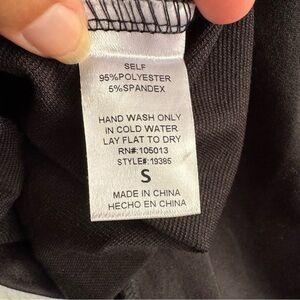 SELF
95%POLYESTER
5%SPANDEX
HAND WASH ONLY
IN COLD WATER
LAY FLAT TO DRY
RN#:105013
STYLE#:19385
S
MADE IN CHINA
HECHO EN CHINA